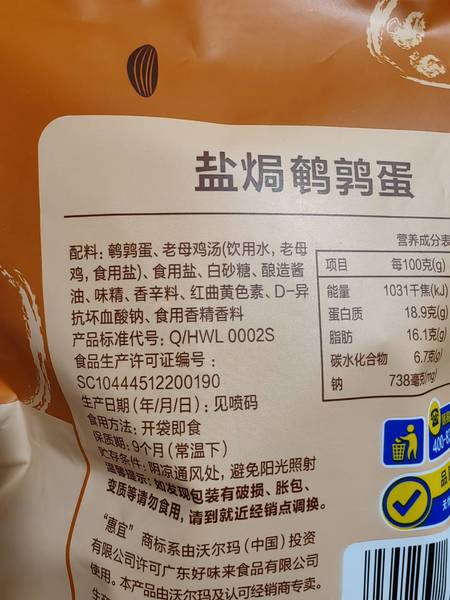 盐焗鹌鹑蛋
配料：鹌鹑蛋、老母鸡汤(饮用水，老母
鸡，食用盐)、食用盐、白砂糖、酿造酱
油、味精、香辛料、红曲黄色素、D-异
抗坏血酸钠、食用香精香料
产品标准代号：Q/HWL 0002S
食品生产许可证编号：
SC10444512200190
生产日期(年/月/日)：见喷码
食用方法：开袋即食
保质期：9个月(常温下)
贮存条件：阴凉通风处，避免阳光照射
温馨提示：如发现包装有破损、胀包、
变质等请勿食用，请到就近经销点调换。
“惠宜”商标系由沃尔玛(中国)投资
有限公司许可广东好味来食品有限公司
使用。本产品由沃尔玛及认可经销商专卖。
营养成分表
项目 每100克(g)
能量 1031千焦(kJ)
蛋白质 18.9克(g)
脂肪 16.1克(g)
碳水化合物 6.7克(g)
钠 738毫克(mg)
400-83